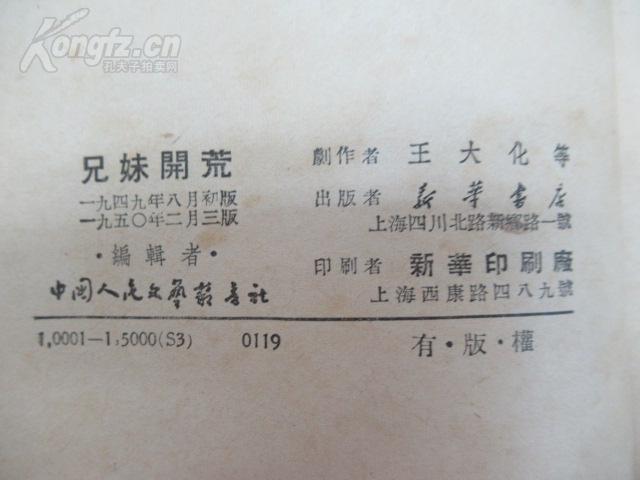 Kongfz.cn
孔夫子拍卖网
兄妹開荒
一九四九年八月初版
一九五〇年二月三版
·編輯者·
中國人民文藝叢書社
1,0001—1,5000(S3) 0119
劇作者 王大化等
出版者 新華書店
上海四川北路新鄉路一號
印刷者 新華印刷廠
上海西康路四八九號
有·版·權